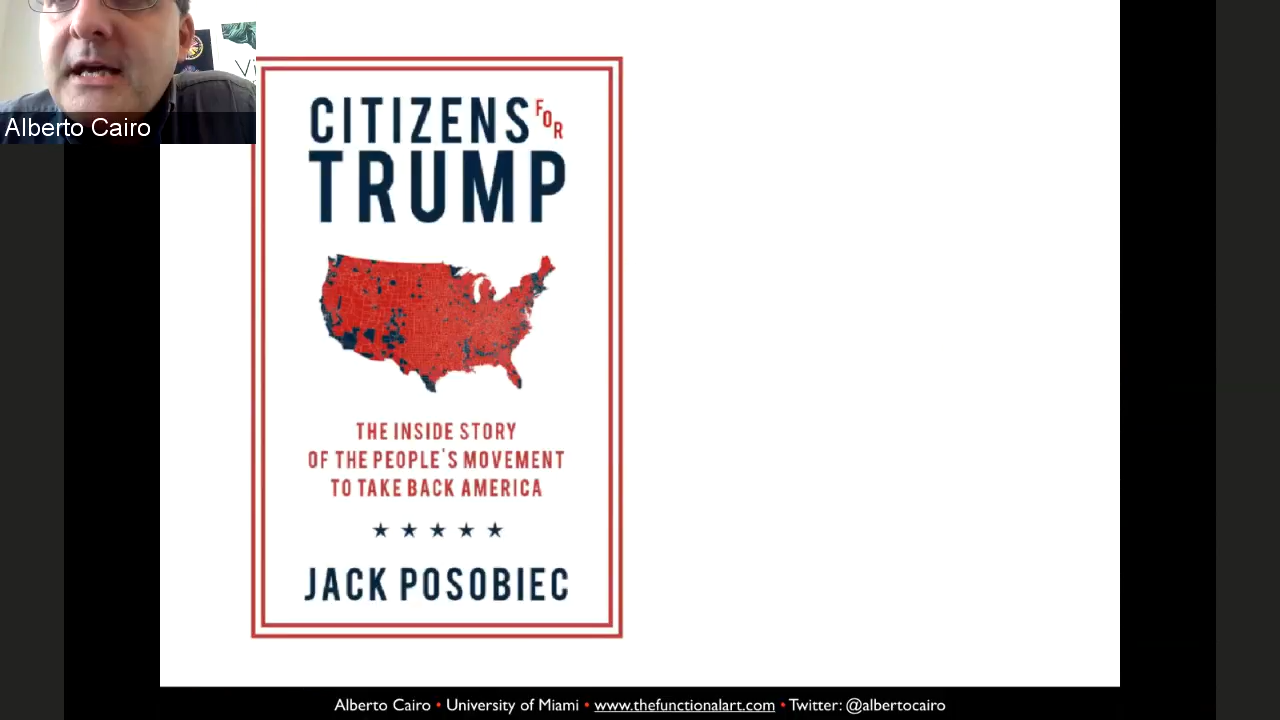 Alberto Cairo
CITIZENS FOR
TRUMP
THE INSIDE STORY
OF THE PEOPLE'S MOVEMENT
TO TAKE BACK AMERICA
JACK POSOBIEC
Alberto Cairo • University of Miami • www.thefunctionalart.com • Twitter: @albertocairo